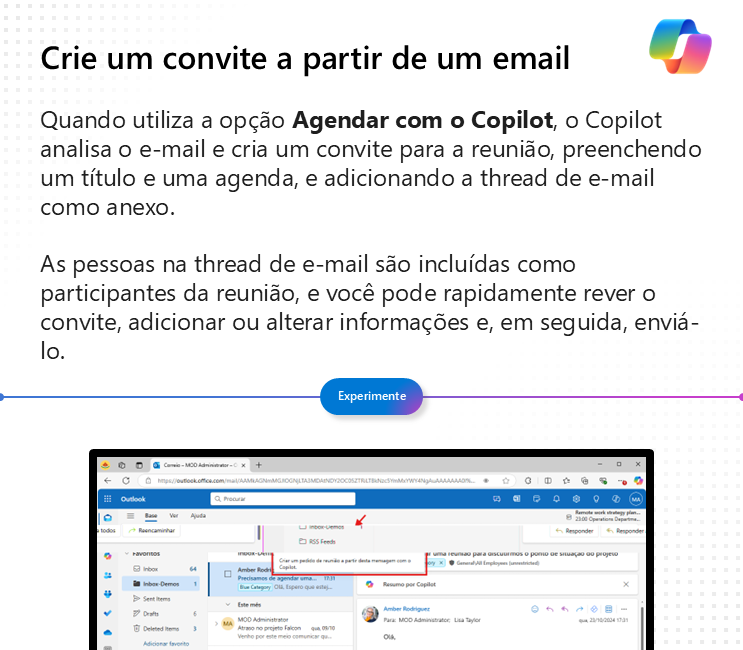 Crie um convite a partir de um email
Quando utiliza a opção Agendar com o Copilot, o Copilot
analisa o e-mail e cria um convite para a reunião, preenchendo
um título e uma agenda, e adicionando a thread de e-mail
como anexo.
As pessoas na thread de e-mail são incluídas como
participantes da reunião, e você pode rapidamente rever o
convite, adicionar ou alterar informações e, em seguida, enviá-
lo.
Experimente
Correio – MOD Administrator –
https://outlook.office.com/mail/
Outlook
Procurar
MA
Base Ver Ajuda
Remote work strategy plan...
23:00 Operations Departme...
todos
Reencaminhar
Inbox-Demos
RSS Feeds
Responder
Responder
Favoritos
Inbox 64
Inbox-Demos 1
Sent Items
Drafts 6
Deleted Items 3
Adicionar favorito
Inbox-Dem
Amber Rodri
Precisamos de agendar uma... 17:31
Blue Category Olá, Espero que estej...
Este mês
MA
MOD Administrator
Atraso no projeto Falcon qua, 09/10
Venho por este meio comunicar qu...
Criar um pedido de reunião a partir desta mensagem com o
Copilot.
ar uma reunião para discutirmos o ponto de situação do projeto
General\All Employees (unrestricted)
Resumo por Copilot
Amber Rodriguez
Para: MOD Administrator; Lisa Taylor
qua, 23/10/2024 17:31
Olá,